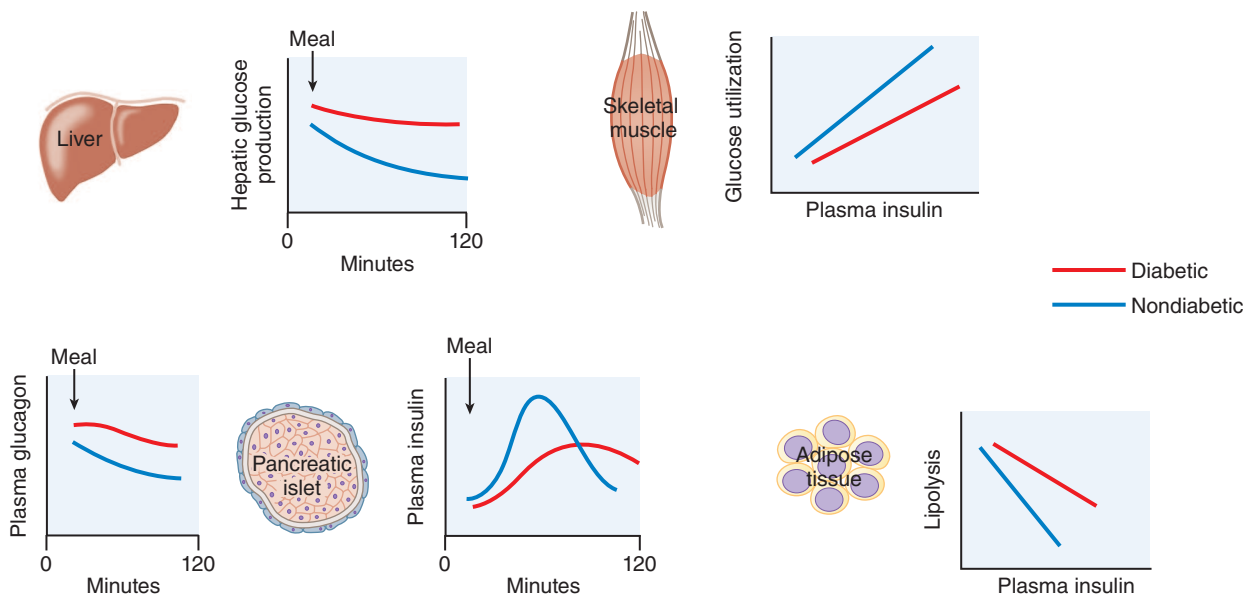 Meal
Liver
Hepatic glucose
production
0
120
Minutes
Skeletal
muscle
Glucose utilization
Plasma insulin
Diabetic
Nondiabetic
Meal
Plasma glucagon
0
120
Minutes
Pancreatic
islet
Meal
Plasma insulin
0
120
Minutes
Adipose
tissue
Lipolysis
Plasma insulin